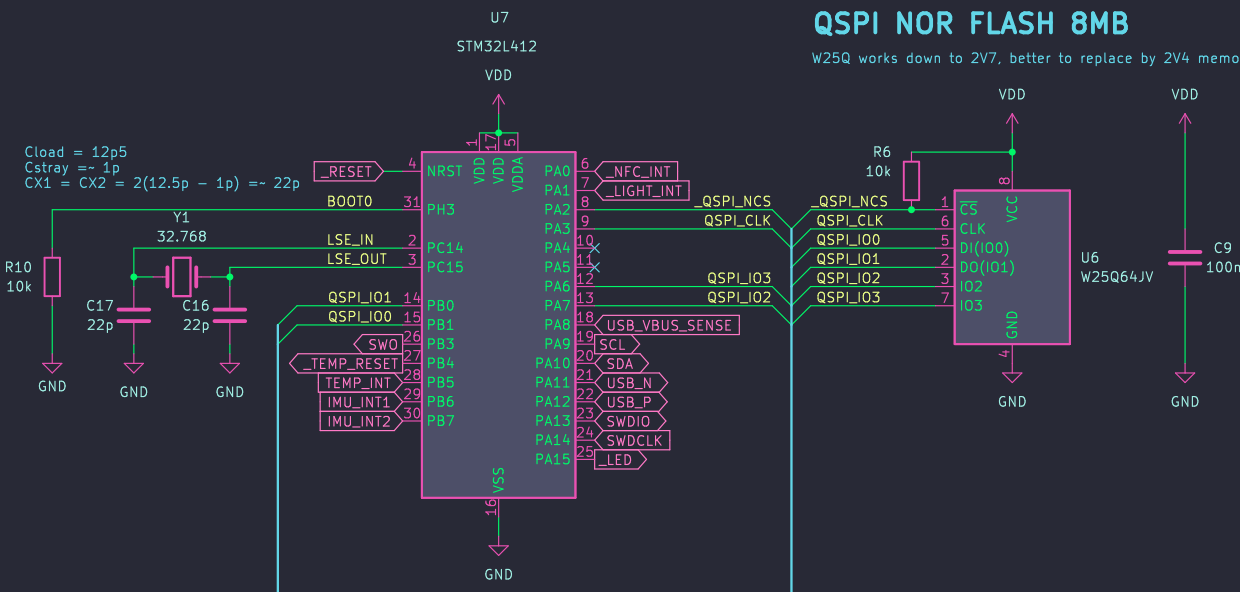 U7
STM32L412
VDD
QSPI NOR FLASH 8MB
W25Q works down to 2V7, better to replace by 2V4 memo
Cload = 12p5
Cstray =~ 1p
CX1 = CX2 = 2(12.5p - 1p) =~ 22p
_RESET
4
NRST
BOOT0
31
PH3
Y1
32.768
LSE_IN
2
PC14
LSE_OUT
3
PC15
R10
10k
C17
22p
C16
22p
GND
GND
GND
QSPI_IO1
14
PB0
QSPI_IO0
15
PB1
SWO
26
PB3
_TEMP_RESET
27
PB4
TEMP_INT
28
PB5
IMU_INT1
29
PB6
IMU_INT2
30
PB7
1
17
5
VDD
VDD
VDDA
VSS
16
GND
PA0
6
_NFC_INT
PA1
7
_LIGHT_INT
PA2
8
_QSPI_NCS
PA3
9
QSPI_CLK
PA4
10
PA5
11
PA6
12
QSPI_IO3
PA7
13
QSPI_IO2
PA8
18
USB_VBUS_SENSE
PA9
19
SCL
PA10
20
SDA
PA11
21
USB_N
PA12
22
USB_P
PA13
23
SWDIO
PA14
24
SWDCLK
PA15
25
_LED
VDD
R6
10k
8
VCC
_QSPI_NCS
1
CS
QSPI_CLK
6
CLK
QSPI_IO0
5
DI(IO0)
QSPI_IO1
2
DO(IO1)
QSPI_IO2
3
IO2
QSPI_IO3
7
IO3
GND
4
GND
U6
W25Q64JV
VDD
C9
100n
GND